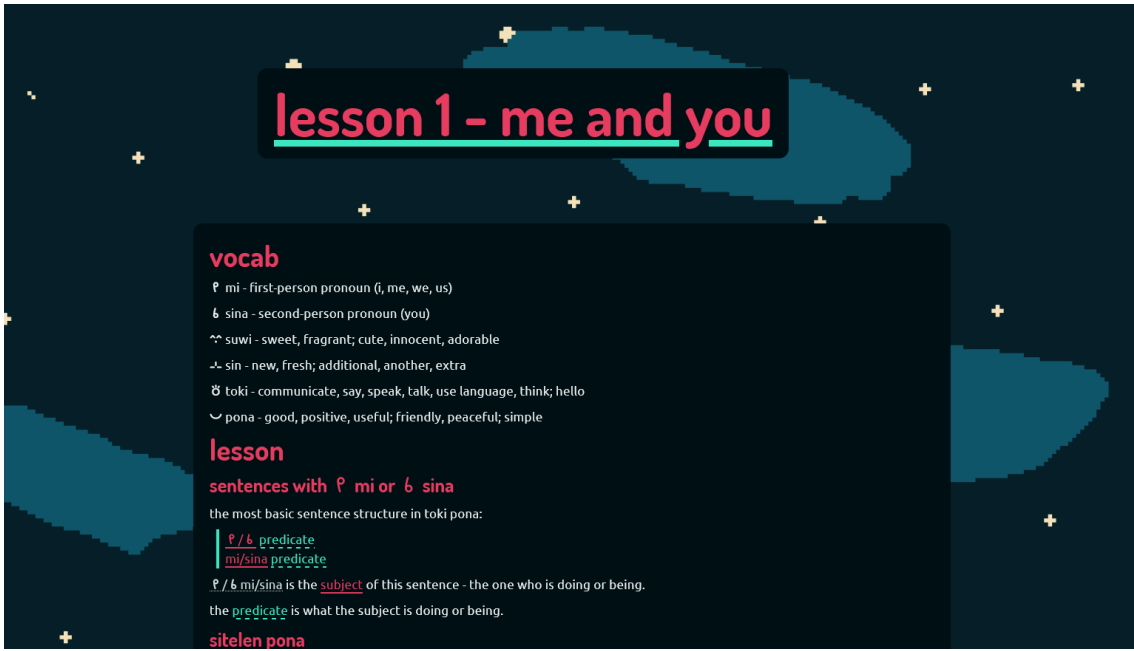 lesson 1 - me and you
vocab
mi - first-person pronoun (i, me, we, us)
sina - second-person pronoun (you)
suwi - sweet, fragrant; cute, innocent, adorable
sin - new, fresh; additional, another, extra
toki - communicate, say, speak, talk, use language, think; hello
pona - good, positive, useful; friendly, peaceful; simple
lesson
sentences with mi or sina
the most basic sentence structure in toki pona:
/ predicate
mi/sina predicate
/ mi/sina is the subject of this sentence - the one who is doing or being.
the predicate is what the subject is doing or being.
sitelen pona